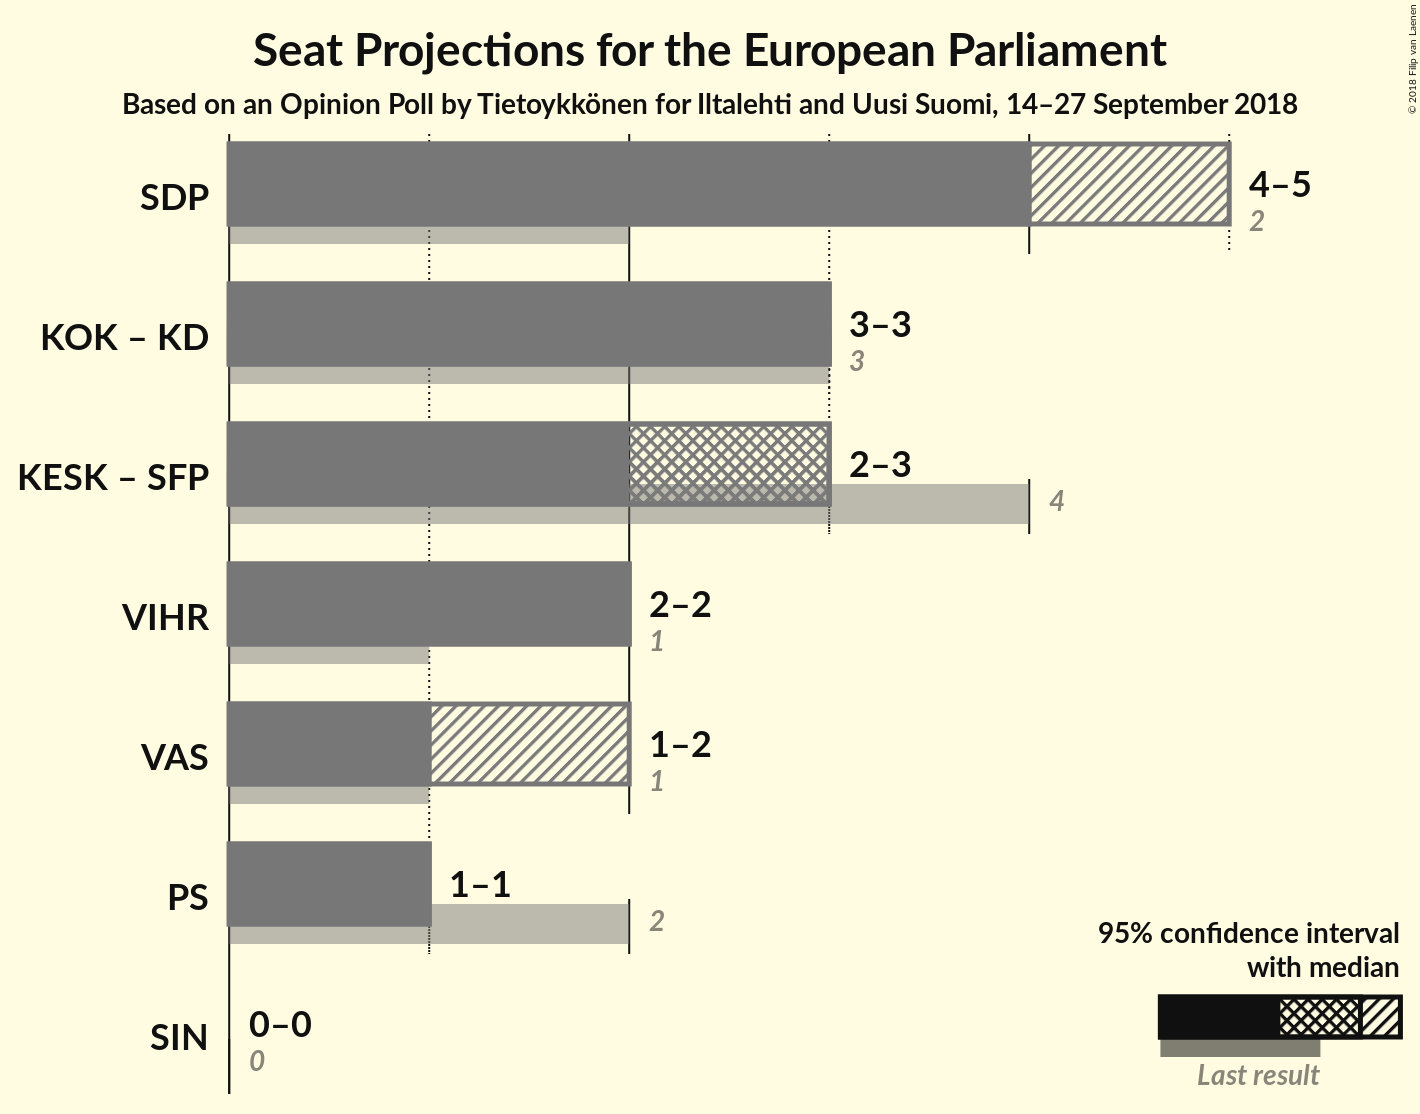 Seat Projections for the European Parliament
Based on an Opinion Poll by Tietoykkönen for Iltalehti and Uusi Suomi, 14–27 September 2018
© 2018 Filip van Laenen
SDP
4–5
2
KOK – KD
3–3
3
KESK – SFP
2–3
4
VIHR
2–2
1
VAS
1–2
1
PS
1–1
2
SIN
0–0
0
95% confidence interval
with median
Last result